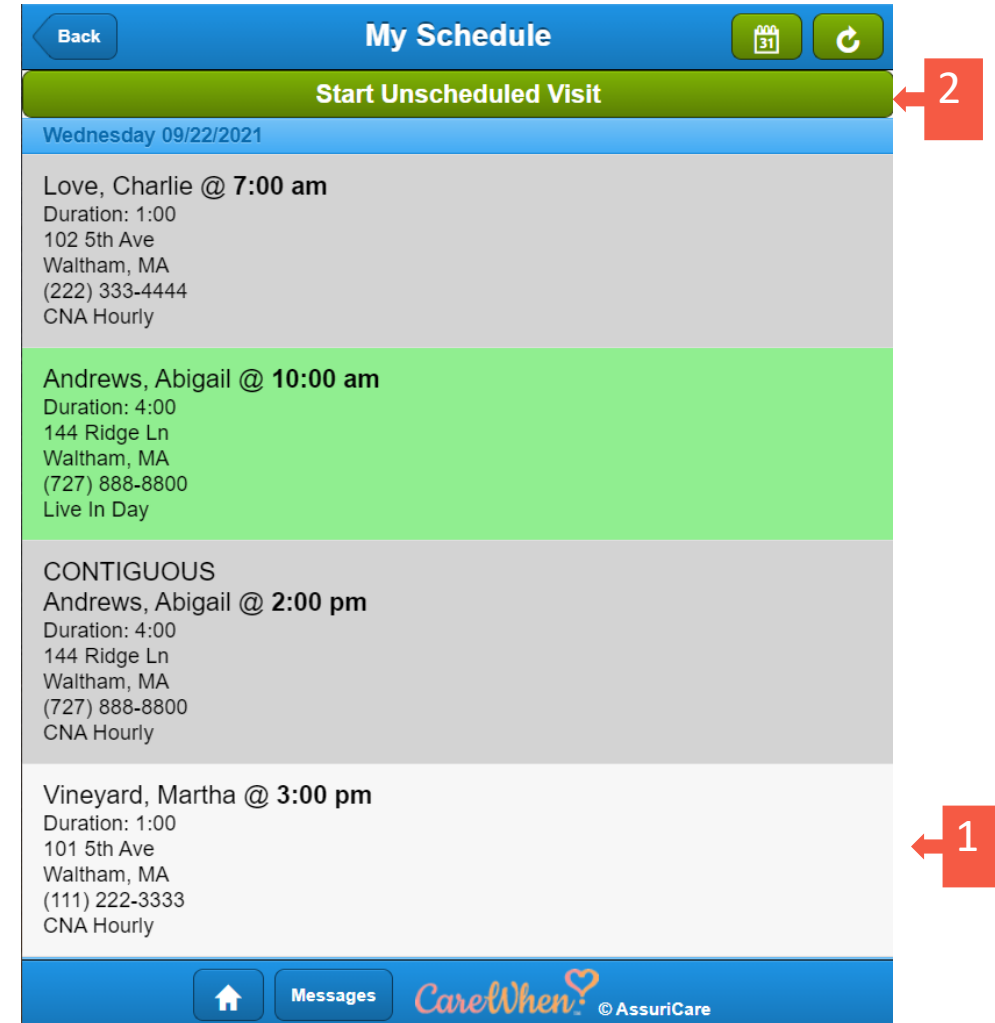 Back
My Schedule
31
Start Unscheduled Visit
2
Wednesday 09/22/2021
Love, Charlie @ 7:00 am
Duration: 1:00
102 5th Ave
Waltham, MA
(222) 333-4444
CNA Hourly
Andrews, Abigail @ 10:00 am
Duration: 4:00
144 Ridge Ln
Waltham, MA
(727) 888-8800
Live In Day
CONTIGUOUS
Andrews, Abigail @ 2:00 pm
Duration: 4:00
144 Ridge Ln
Waltham, MA
(727) 888-8800
CNA Hourly
Vineyard, Martha @ 3:00 pm
Duration: 1:00
101 5th Ave
Waltham, MA
(111) 222-3333
CNA Hourly
1
Messages
CareWhen?
© AssuriCare